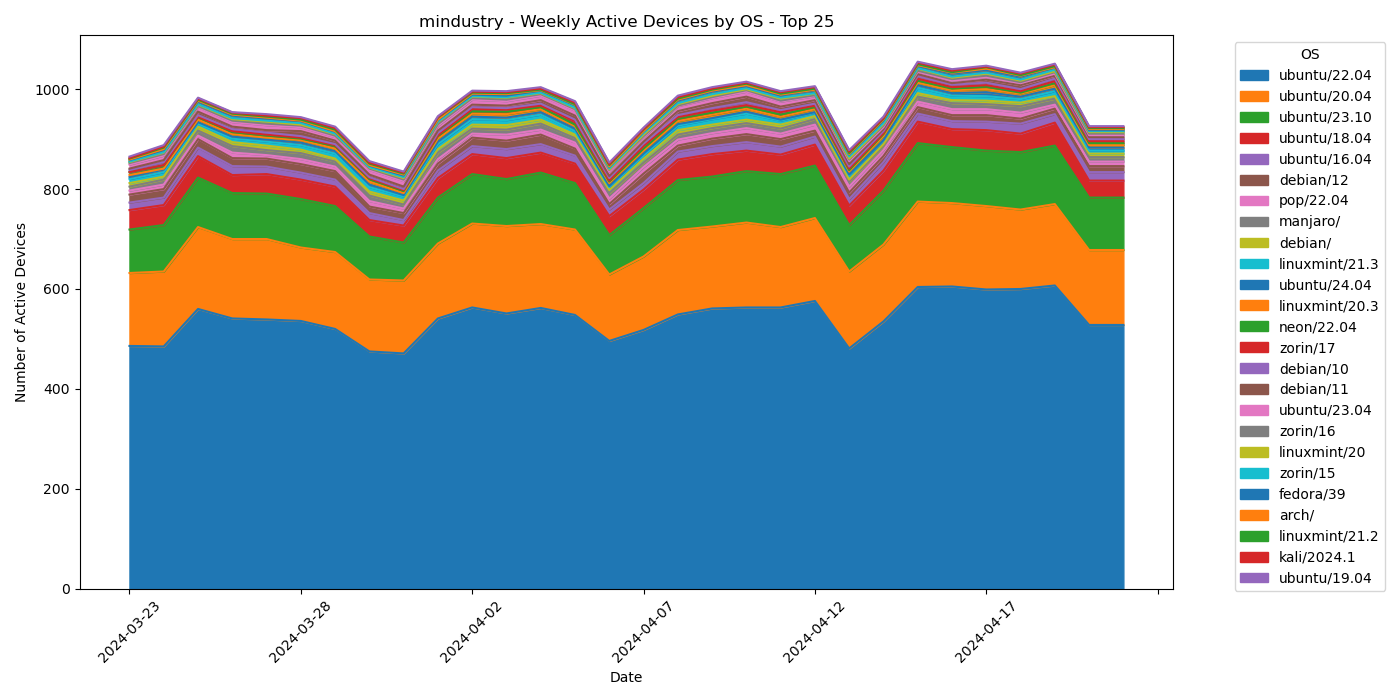 mindustry - Weekly Active Devices by OS - Top 25
Number of Active Devices
1000
800
600
400
200
0
2024-03-23
2024-03-28
2024-04-02
2024-04-07
2024-04-12
2024-04-17
Date
OS
ubuntu/22.04
ubuntu/20.04
ubuntu/23.10
ubuntu/18.04
ubuntu/16.04
debian/12
pop/22.04
manjaro/
debian/
linuxmint/21.3
ubuntu/24.04
linuxmint/20.3
neon/22.04
zorin/17
debian/10
debian/11
ubuntu/23.04
zorin/16
linuxmint/20
zorin/15
fedora/39
arch/
linuxmint/21.2
kali/2024.1
ubuntu/19.04